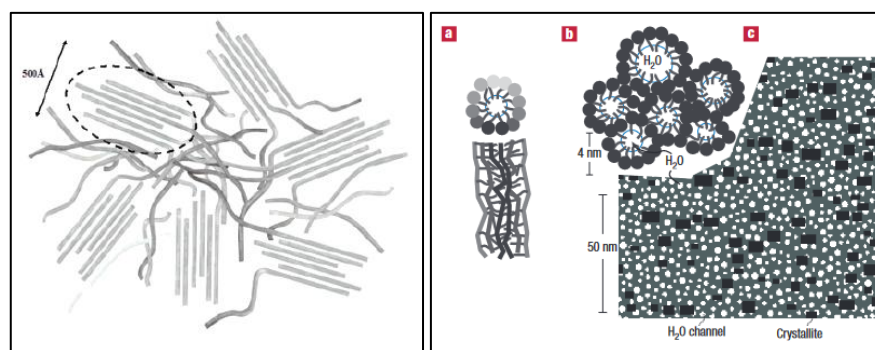 500Å
a
b
c
H₂O
4 nm
H₂O
50 nm
H₂O channel
Crystallite